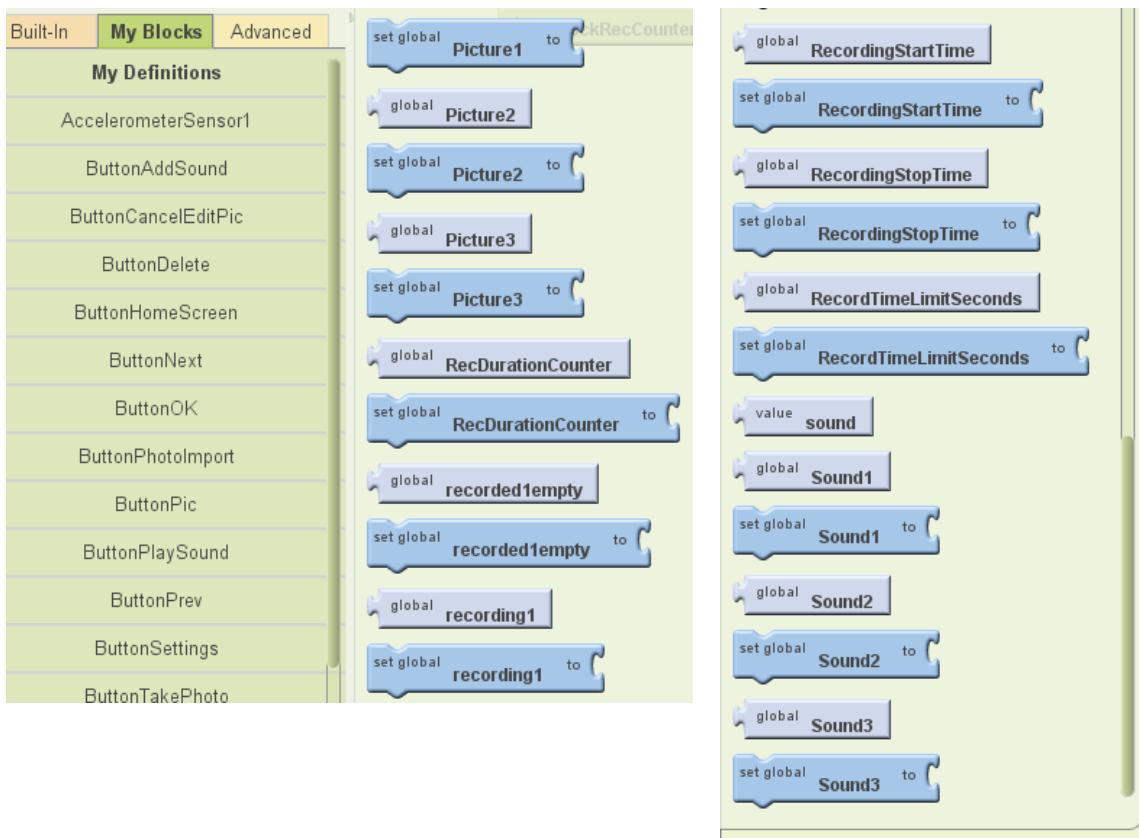 Built-In My Blocks Advanced
My Definitions
AccelerometerSensor1
ButtonAddSound
ButtonCancelEditPic
ButtonDelete
ButtonHomeScreen
ButtonNext
ButtonOK
ButtonPhotoImport
ButtonPic
ButtonPlaySound
ButtonPrev
ButtonSettings
ButtonTakePhoto
set global Picture1 to
ckRecCounter
global Picture2
set global Picture2 to
global Picture3
set global Picture3 to
global RecDurationCounter
set global RecDurationCounter to
global recorded1empty
set global recorded1empty to
global recording1
set global recording1 to
global RecordingStartTime
set global RecordingStartTime to
global RecordingStopTime
set global RecordingStopTime to
global RecordTimeLimitSeconds
set global RecordTimeLimitSeconds to
value sound
global Sound1
set global Sound1 to
global Sound2
set global Sound2 to
global Sound3
set global Sound3 to